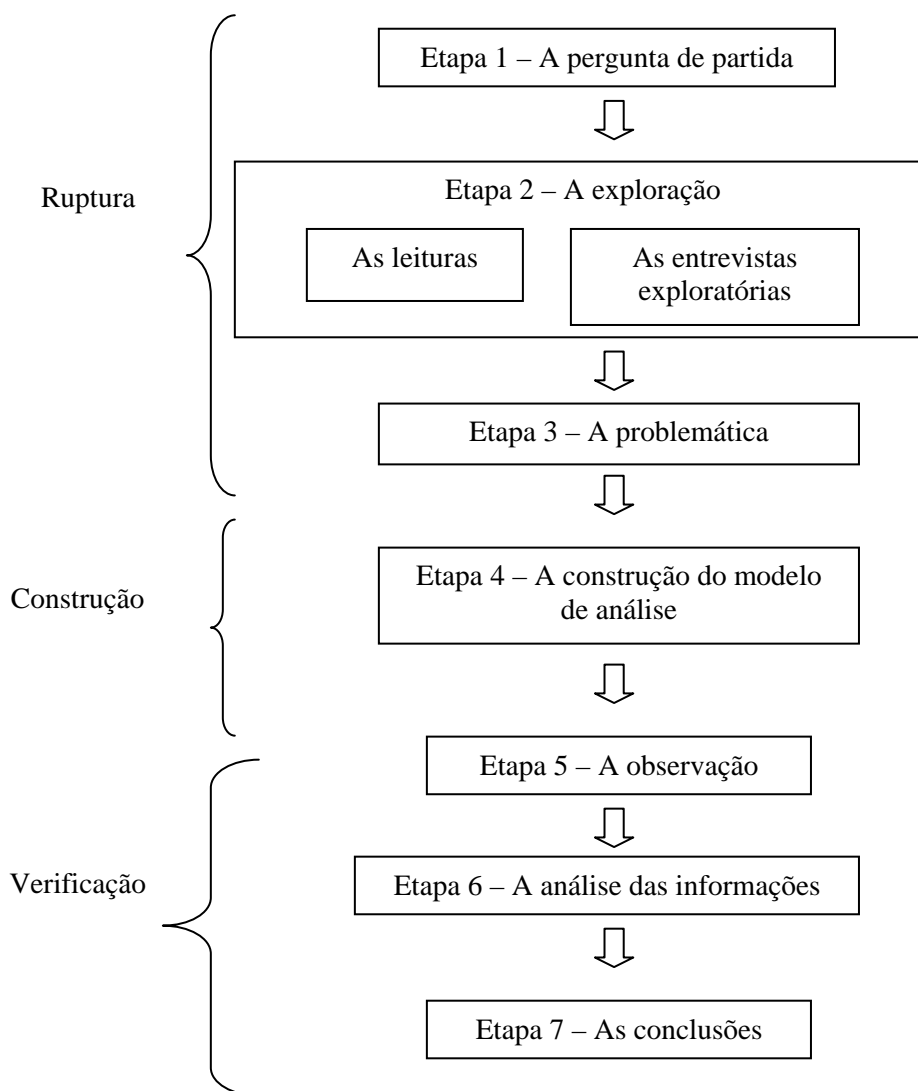 Etapa 1 – A pergunta de partida
Ruptura
Etapa 2 – A exploração
As leituras
As entrevistas
exploratórias
Etapa 3 – A problemática
Construção
Etapa 4 – A construção do modelo
de análise
Etapa 5 – A observação
Verificação
Etapa 6 – A análise das informações
Etapa 7 – As conclusões